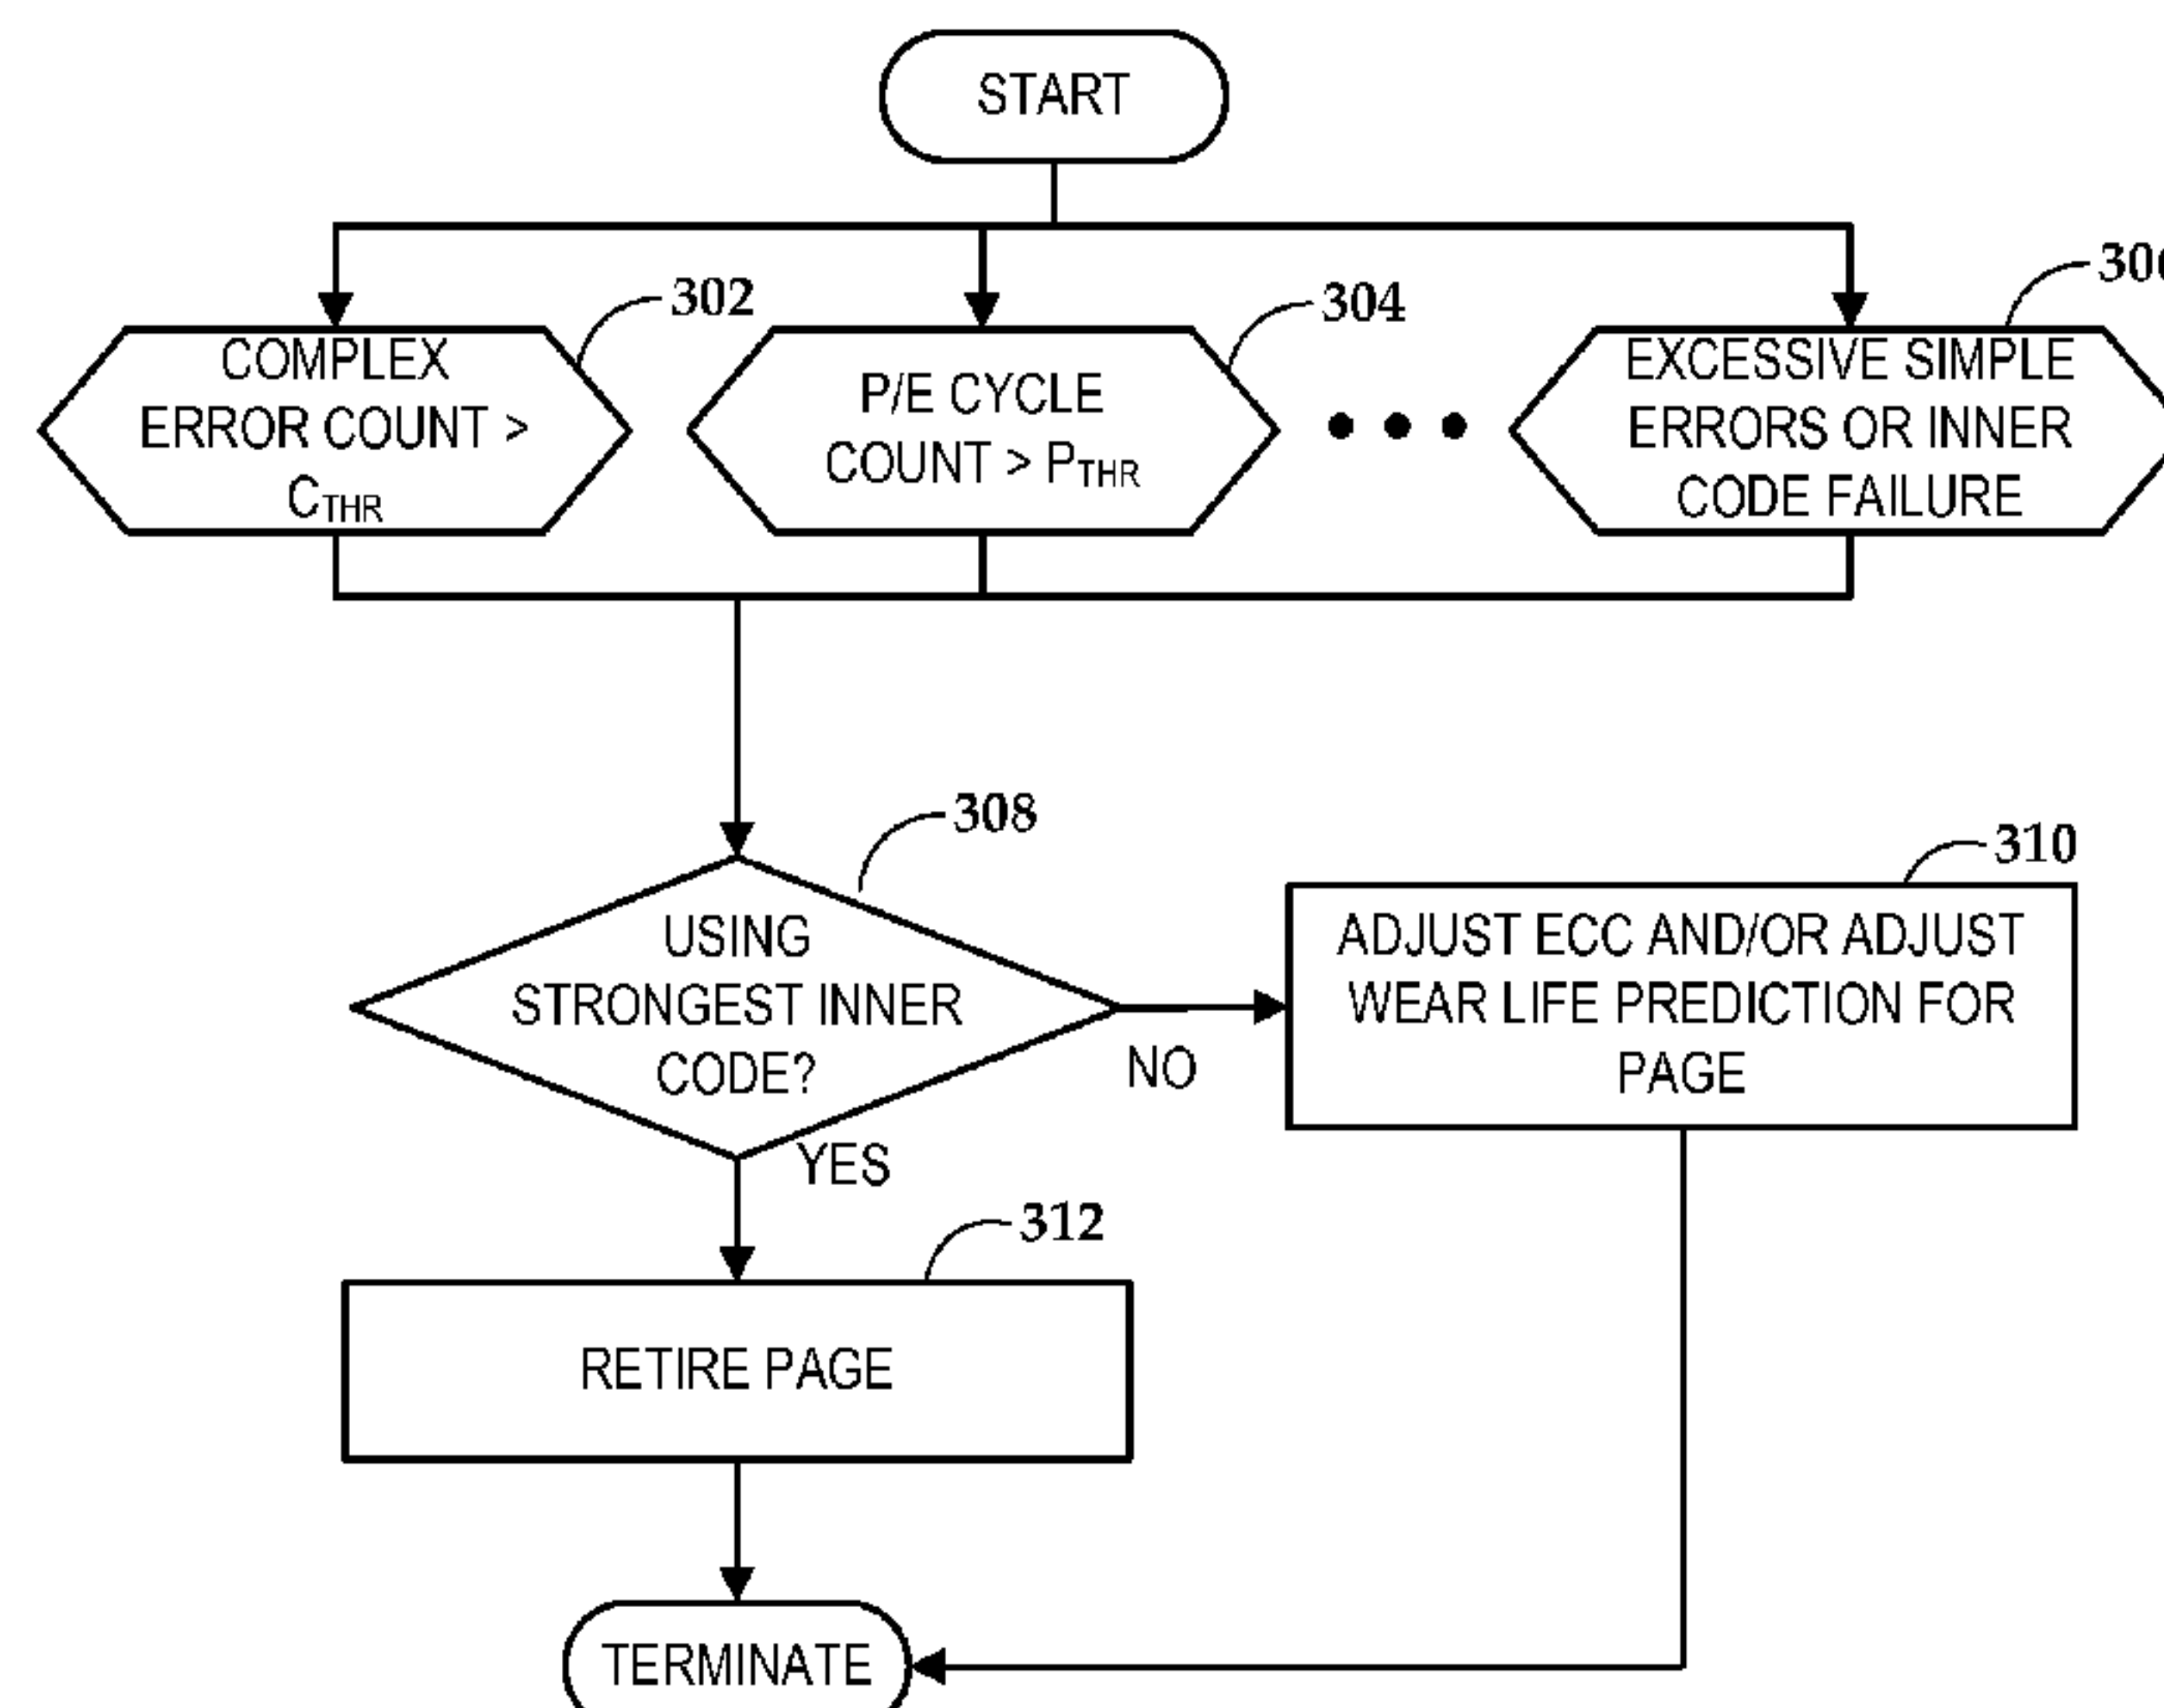 START
302
304
COMPLEX
ERROR COUNT >
CTHR
P/E CYCLE
COUNT > PTHR
EXCESSIVE SIMPLE
ERRORS OR INNER
CODE FAILURE
308
USING
STRONGEST INNER
CODE?
310
ADJUST ECC AND/OR ADJUST
WEAR LIFE PREDICTION FOR
PAGE
NO
YES
312
RETIRE PAGE
TERMINATE